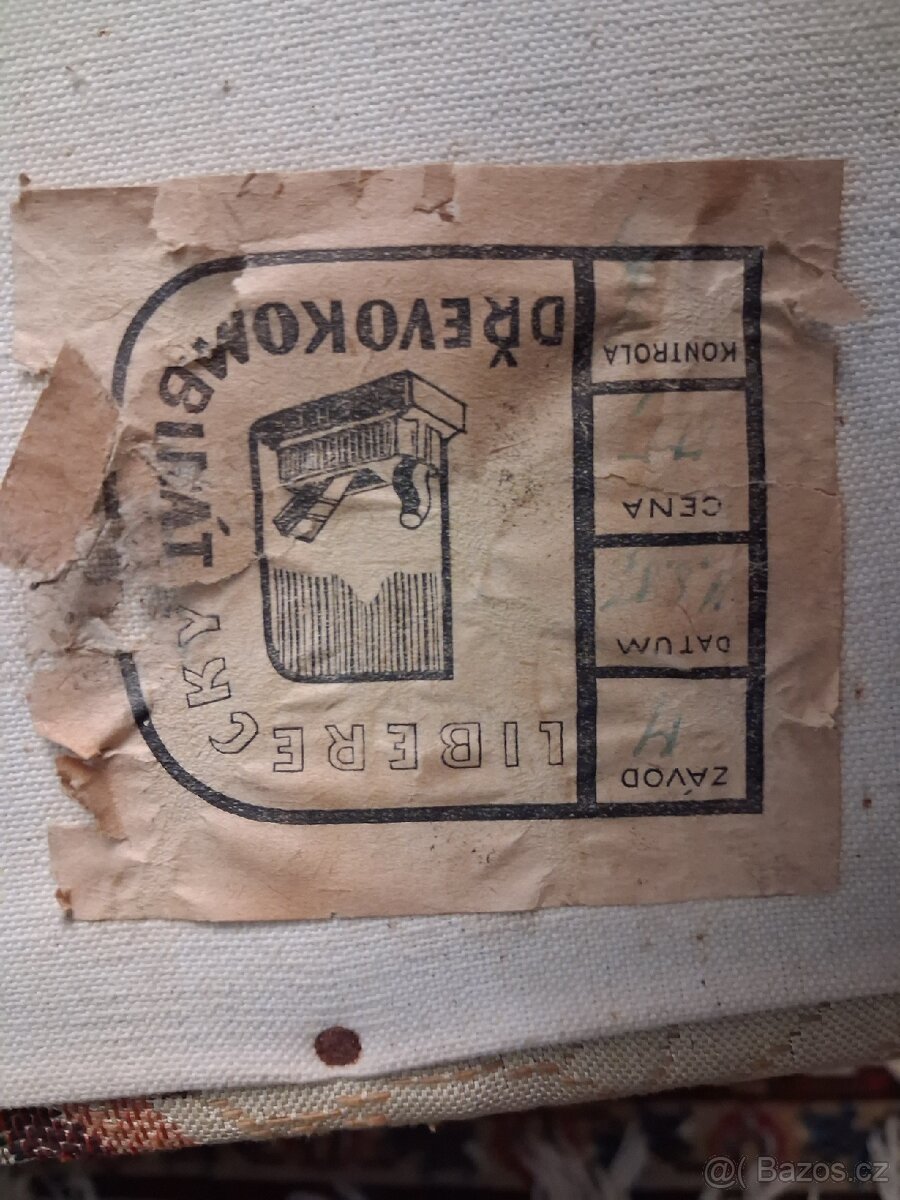 LIBERECKÝ
DŘEVOKOMBINÁT
ZÁVOD
DATUM
CENA
KONTROLA
@( Bazos.cz